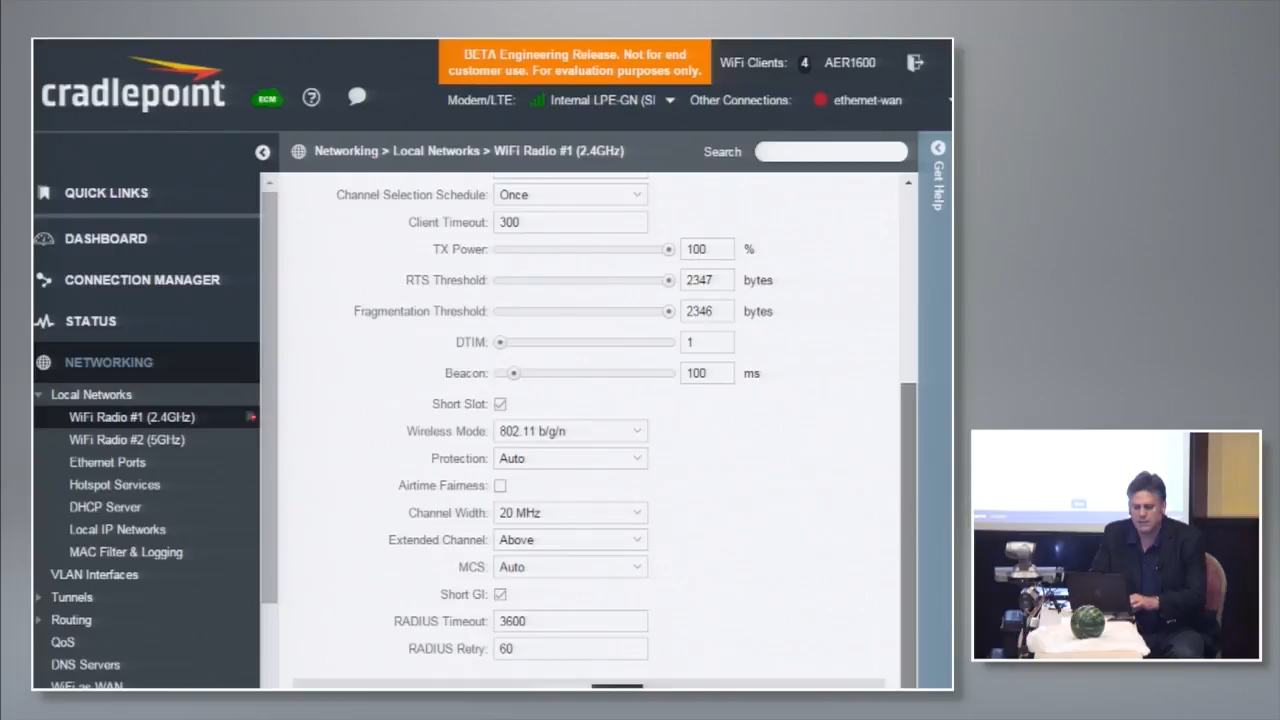 BETA Engineering Release. Not for end
customer use. For evaluation purposes only.
WiFi Clients: 4 AER1600
cradlepoint
ECM
?
Modem/LTE: Internal LPE-GN (SI Other Connections: ethernet-wan
Networking > Local Networks > WiFi Radio #1 (2.4GHz)
Search
Get Help
QUICK LINKS
DASHBOARD
CONNECTION MANAGER
STATUS
NETWORKING
Local Networks
WiFi Radio #1 (2.4GHz)
WiFi Radio #2 (5GHz)
Ethernet Ports
Hotspot Services
DHCP Server
Local IP Networks
MAC Filter & Logging
VLAN Interfaces
Tunnels
Routing
QoS
DNS Servers
WiFi as WAN
Channel Selection Schedule: Once
Client Timeout: 300
TX Power: 100 %
RTS Threshold: 2347 bytes
Fragmentation Threshold: 2346 bytes
DTIM: 1
Beacon: 100 ms
Short Slot:
Wireless Mode: 802.11 b/g/n
Protection: Auto
Airtime Fairness:
Channel Width: 20 MHz
Extended Channel: Above
MCS: Auto
Short GI:
RADIUS Timeout: 3600
RADIUS Retry: 60